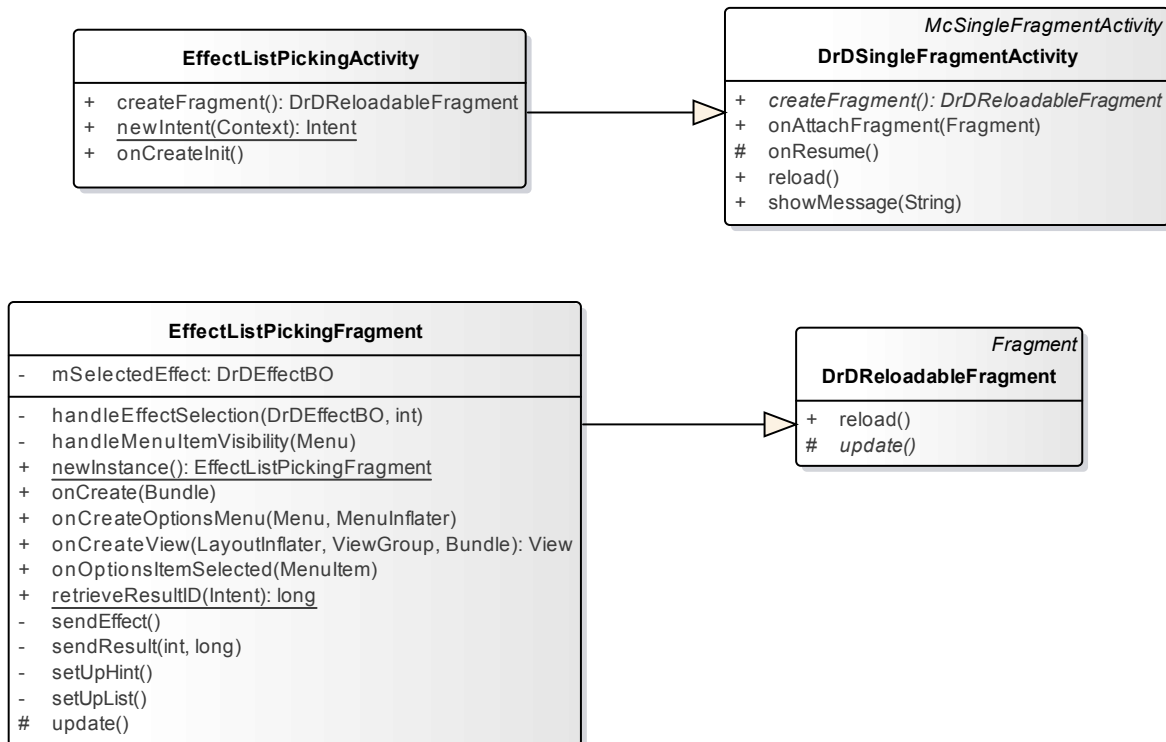 EffectListPickingActivity
+ createFragment(): DrDReloadableFragment
+ newIntent(Context): Intent
+ onCreateInit()
McSingleFragmentActivity
DrDSingleFragmentActivity
+ createFragment(): DrDReloadableFragment
+ onAttachFragment(Fragment)
# onResume()
+ reload()
+ showMessage(String)
EffectListPickingFragment
- mSelectedEffect: DrDEffectBO
- handleEffectSelection(DrDEffectBO, int)
- handleMenuItemVisibility(Menu)
+ newInstance(): EffectListPickingFragment
+ onCreate(Bundle)
+ onCreateOptionsMenu(Menu, MenuInflater)
+ onCreateView(LayoutInflater, ViewGroup, Bundle): View
+ onOptionsItemSelected(MenuItem)
+ retrieveResultID(Intent): long
- sendEffect()
- sendResult(int, long)
- setUpHint()
- setUpList()
# update()
Fragment
DrDReloadableFragment
+ reload()
# update()